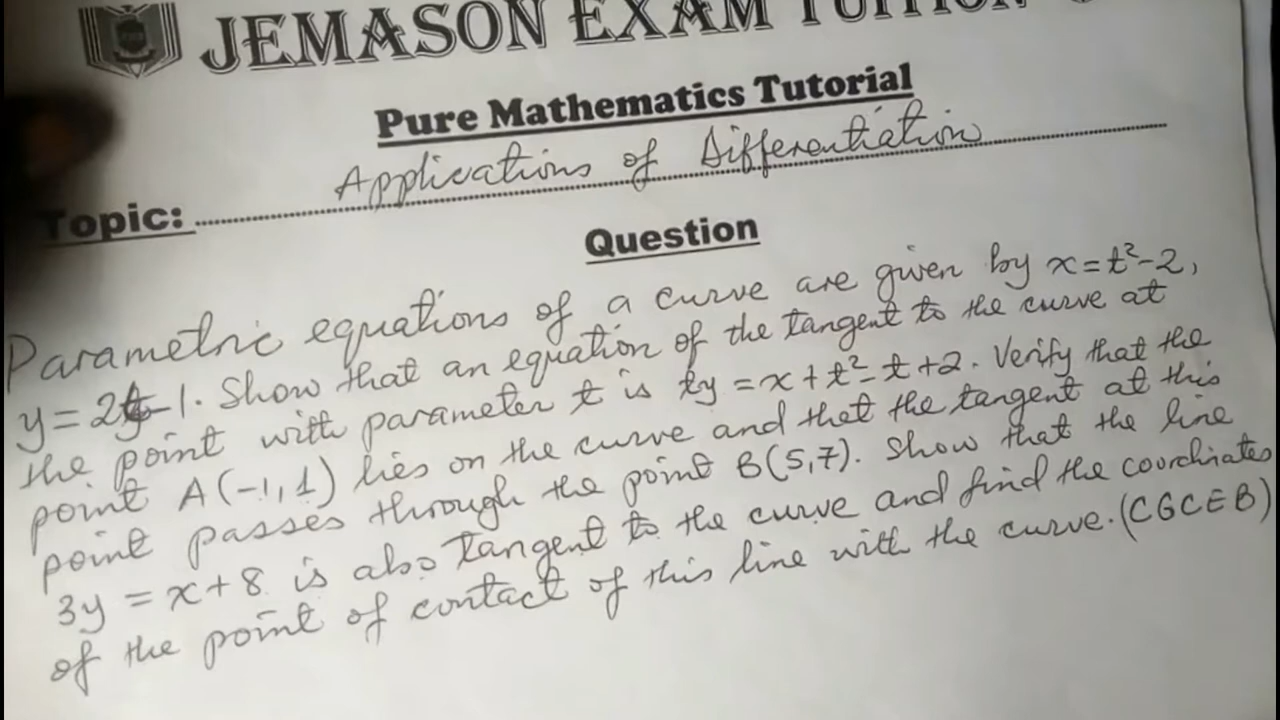 JEMASON EXAM TUITION
Pure Mathematics Tutorial
Topic: Applications of Differentiation
Question
Parametric equations of a curve are given by x=t²-2,
y=2t-1. Show that an equation of the tangent to the curve at
the point with parameter t is ty=x+t²-t+2. Verify that the
point A(-1,1) lies on the curve and that the tangent at this
point passes through the point B(5,7). Show that the line
3y=x+8 is also tangent to the curve and find the coordinates
of the point of contact of this line with the curve. (CGCEB)